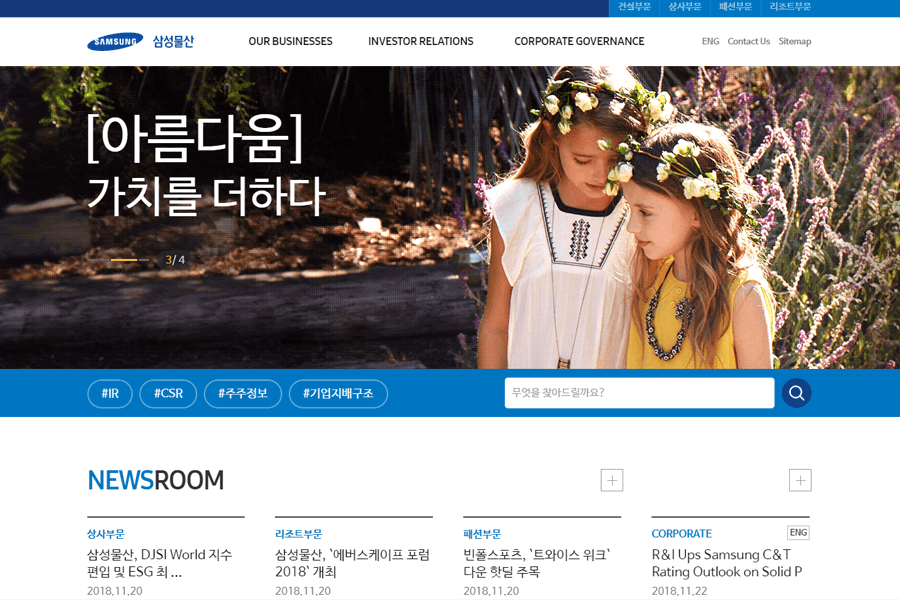 건설부문 상사부문 패션부문 리조트부문
SAMSUNG 삼성물산 OUR BUSINESSES INVESTOR RELATIONS CORPORATE GOVERNANCE ENG Contact Us Sitemap
[아름다움]
가치를 더하다
3/ 4
#IR #CSR #주주정보 #기업지배구조 무엇을 찾아드릴까요?
NEWSROOM
상사부문
삼성물산, DJSI World 지수
편입 및 ESG 최 ...
2018.11.20
리조트부문
삼성물산, `에버스케이프 포럼
2018` 개최
2018.11.20
패션부문
빈폴스포츠, `트와이스 위크`
다운 핫딜 주목
2018.11.20
CORPORATE ENG
R&I Ups Samsung C&T
Rating Outlook on Solid P
2018.11.22